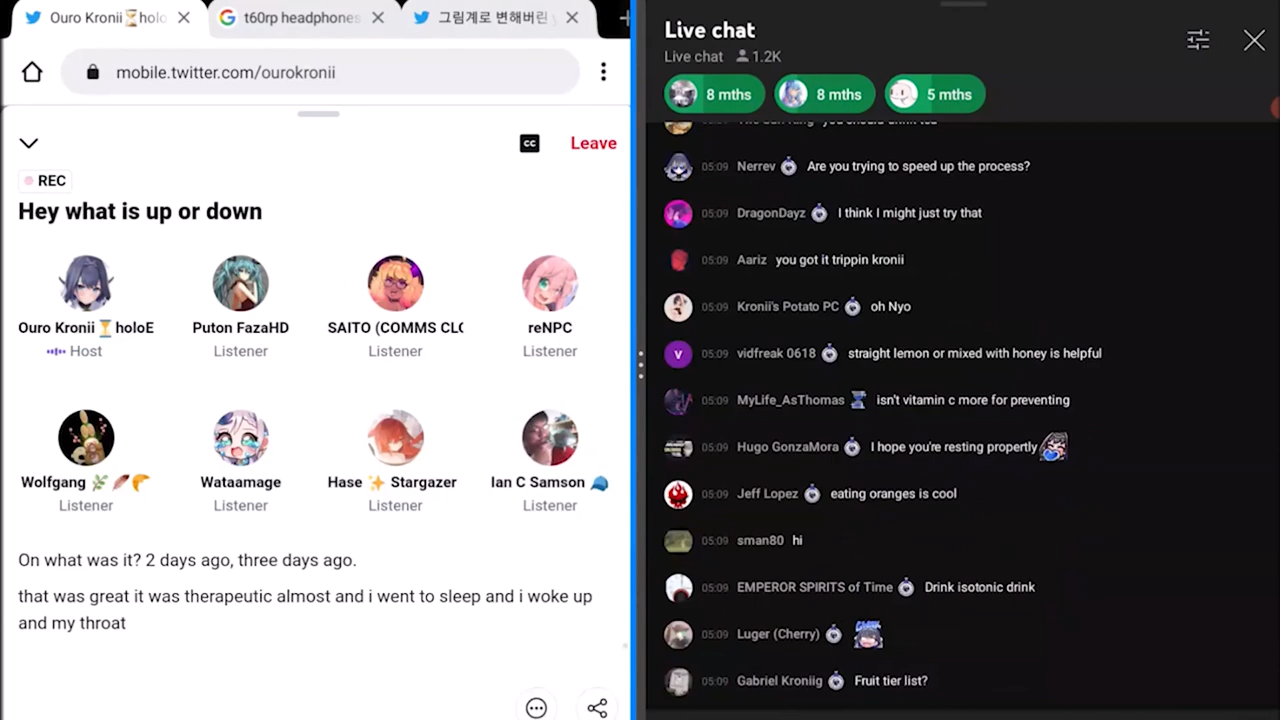 Ouro Kronii⏳holo
t60rp headphones
그림계로 변해버린
mobile.twitter.com/ourokronii
CC
Leave
REC
Hey what is up or down
Ouro Kronii⏳holoE
Puton FazaHD
SAITO (COMMS CLO
reNPC
Host
Listener
Listener
Listener
Wolfgang
Wataamage
Hase ✨ Stargazer
Ian C Samson 🧢
Listener
Listener
Listener
Listener
On what was it? 2 days ago, three days ago.
that was great it was therapeutic almost and i went to sleep and i woke up
and my throat
Live chat
Live chat 1.2K
8 mths
8 mths
5 mths
05:09 Nerrev Are you trying to speed up the process?
05:09 DragonDayz I think I might just try that
05:09 Aariz you got it trippin kronii
05:09 Kronii's Potato PC oh Nyo
V
05:09 vidfreak 0618 straight lemon or mixed with honey is helpful
05:09 MyLife_AsThomas isn't vitamin c more for preventing
05:09 Hugo GonzaMora I hope you're resting propertly
05:09 Jeff Lopez eating oranges is cool
05:09 sman80 hi
05:09 EMPEROR SPIRITS of Time Drink isotonic drink
05:09 Luger (Cherry)
05:09 Gabriel Kroniig Fruit tier list?